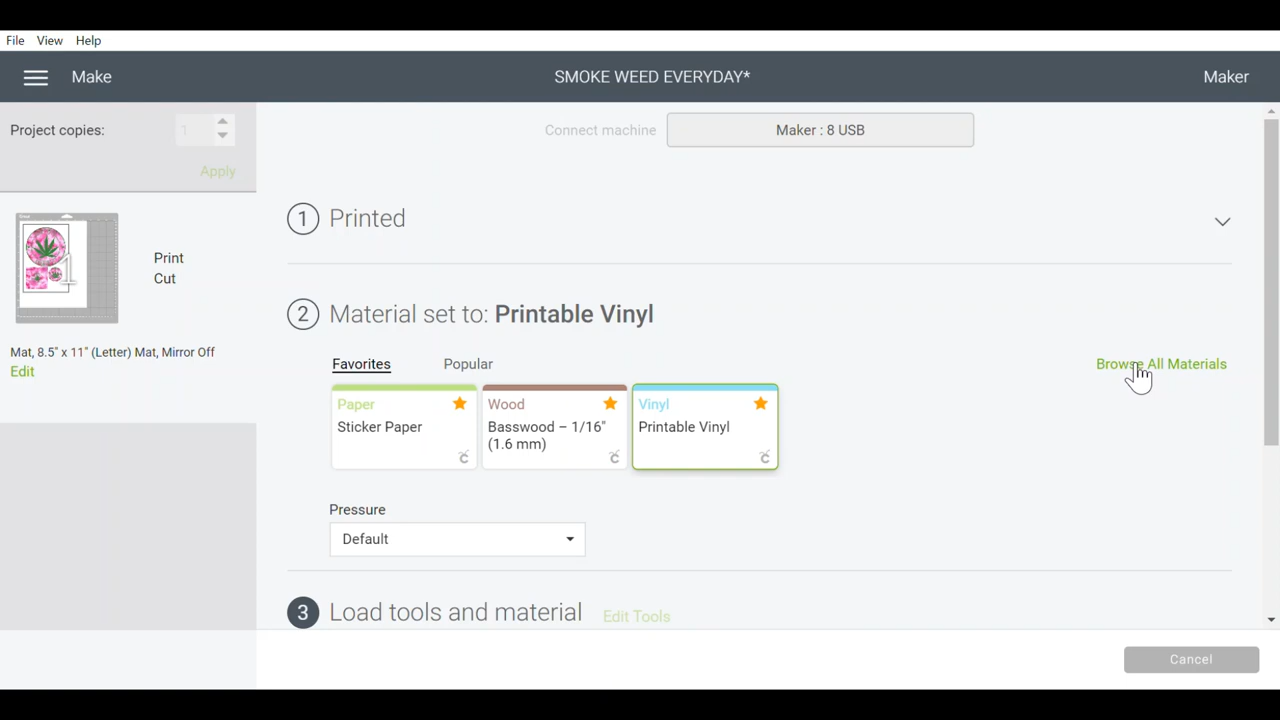 File View Help
Make SMOKE WEED EVERYDAY* Maker
Project copies: 1
Apply
Connect machine Maker : 8 USB
1 Printed
Print
Cut
Mat, 8.5" x 11" (Letter) Mat, Mirror Off
Edit
2 Material set to: Printable Vinyl
Favorites Popular Browse All Materials
Paper
Sticker Paper
Wood
Basswood – 1/16"
(1.6 mm)
Vinyl
Printable Vinyl
Pressure
Default
3 Load tools and material Edit Tools
Cancel